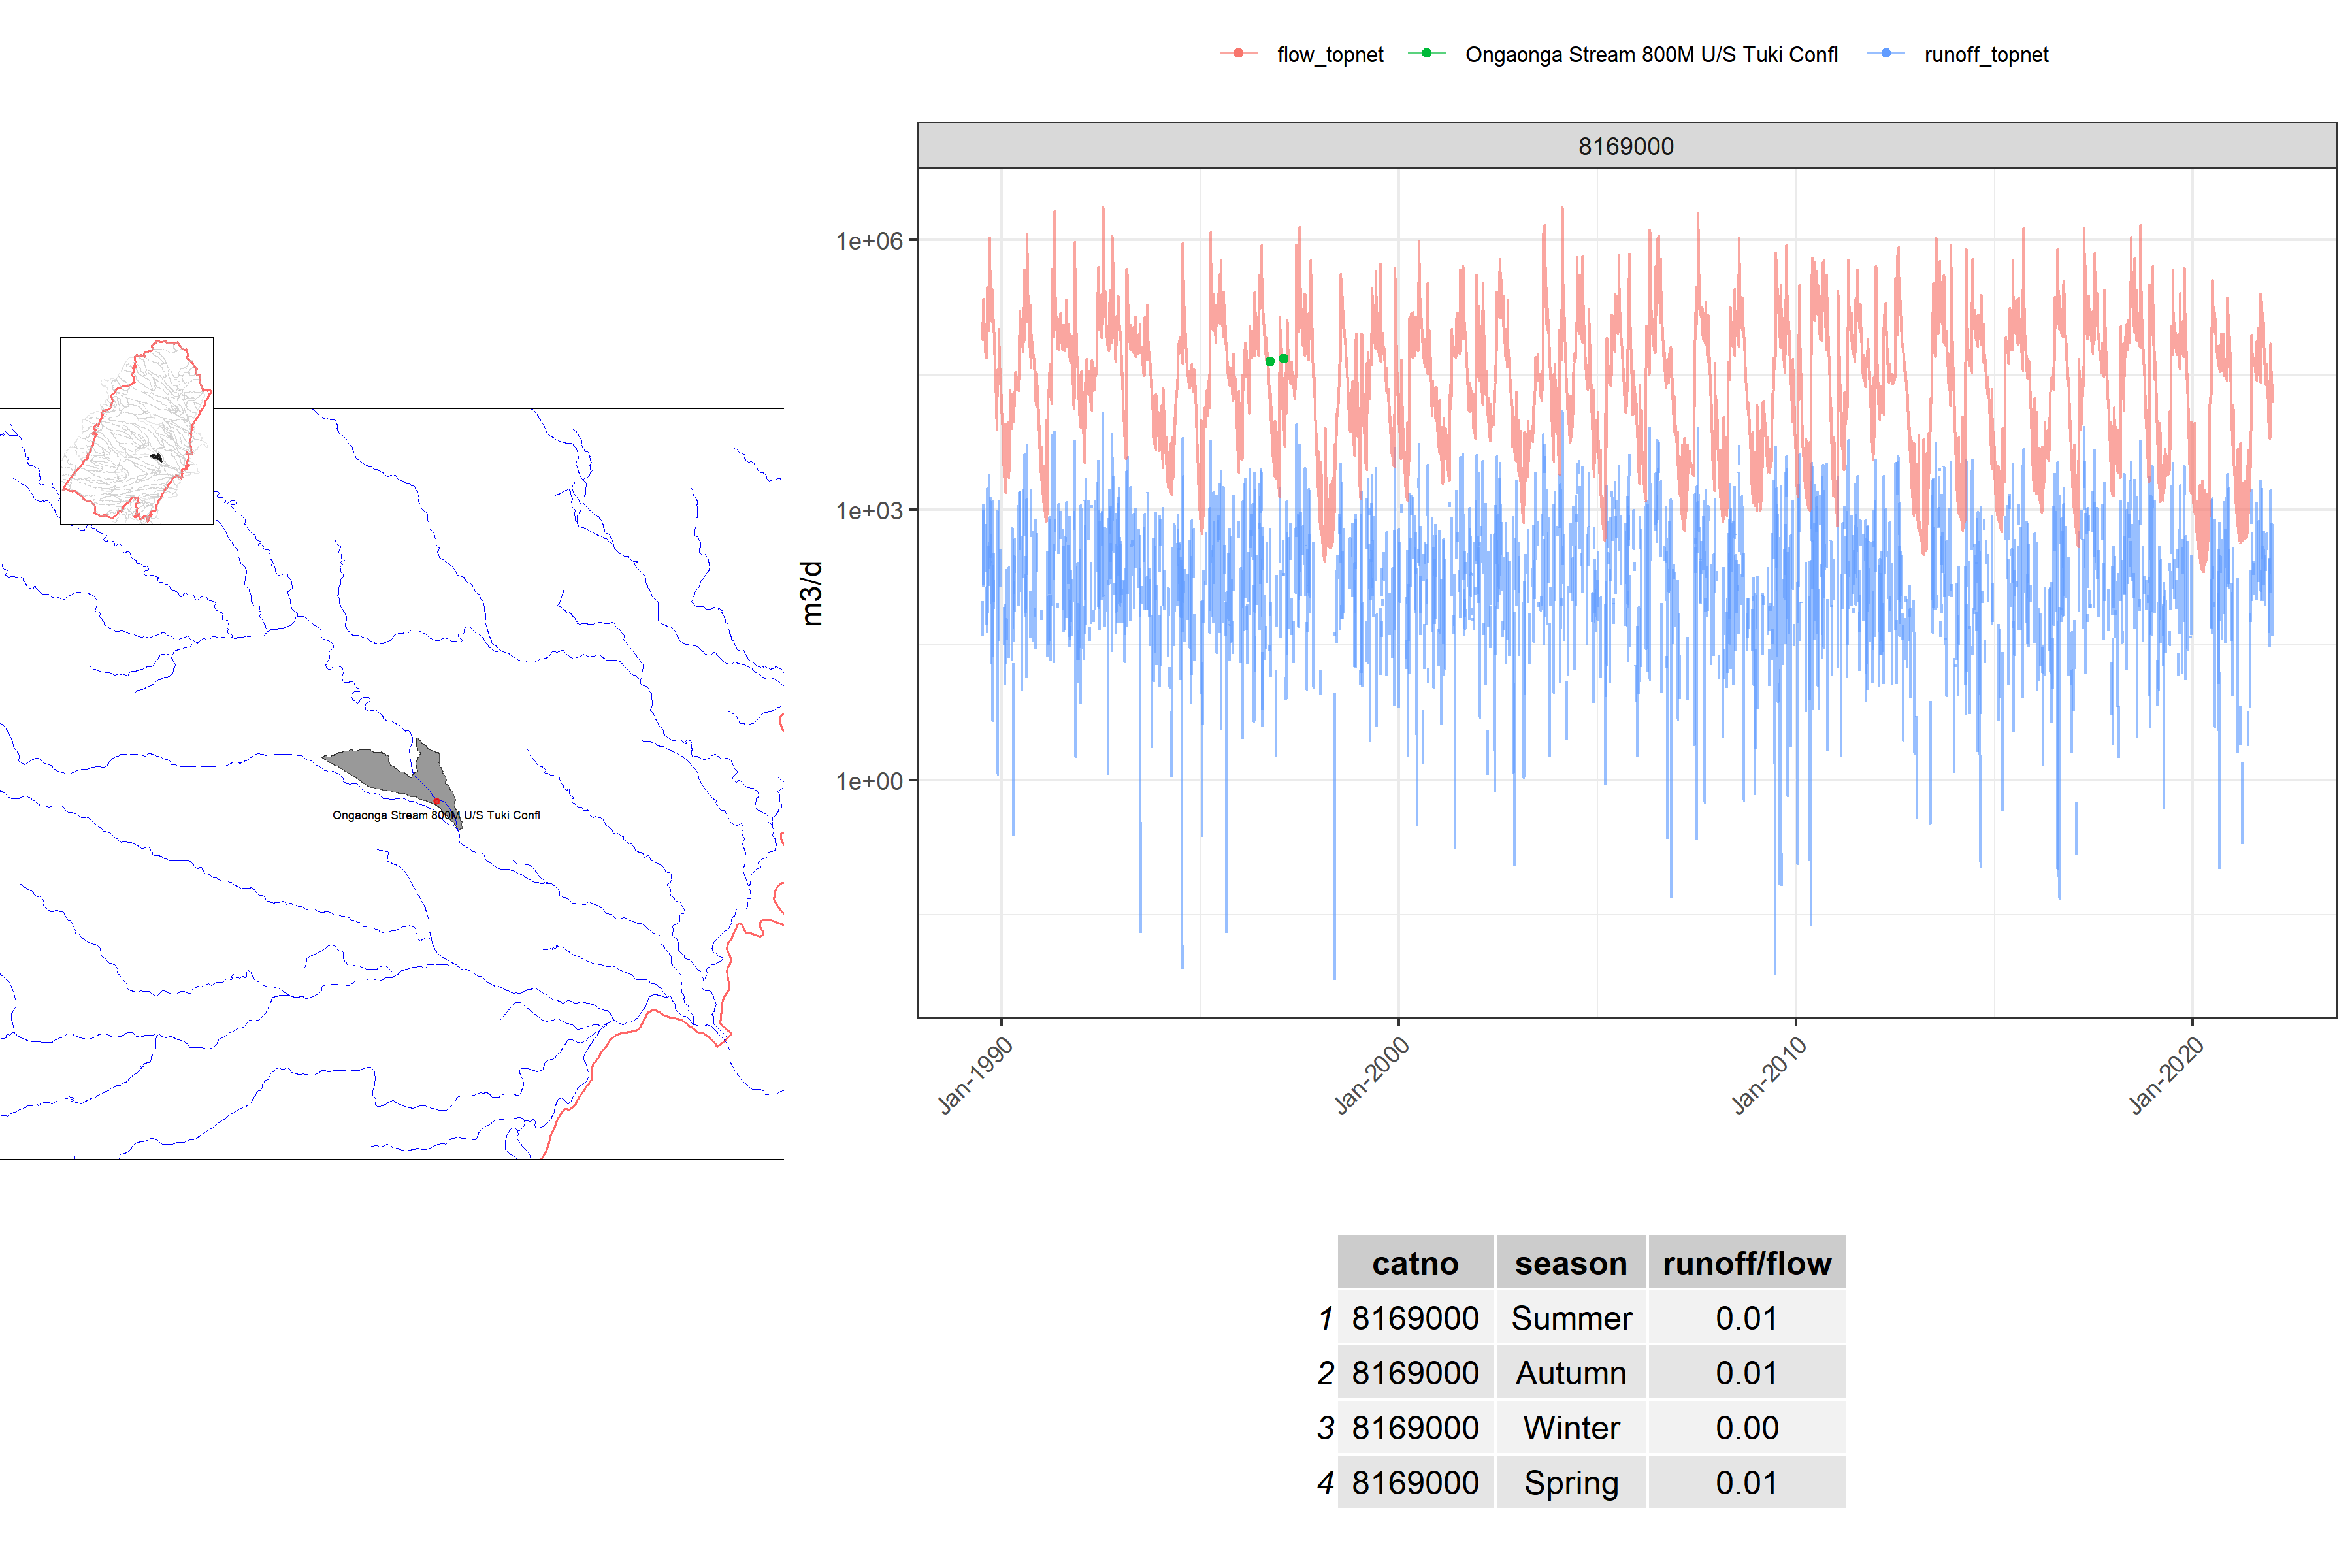 flow_topnet Ongaonga Stream 800M U/S Tuki Confl runoff_topnet
8169000
1e+06
1e+03
1e+00
m3/d
Jan-1990 Jan-2000 Jan-2010 Jan-2020
Ongaonga Stream 800M U/S Tuki Confl
catno season runoff/flow
1 8169000 Summer 0.01
2 8169000 Autumn 0.01
3 8169000 Winter 0.00
4 8169000 Spring 0.01